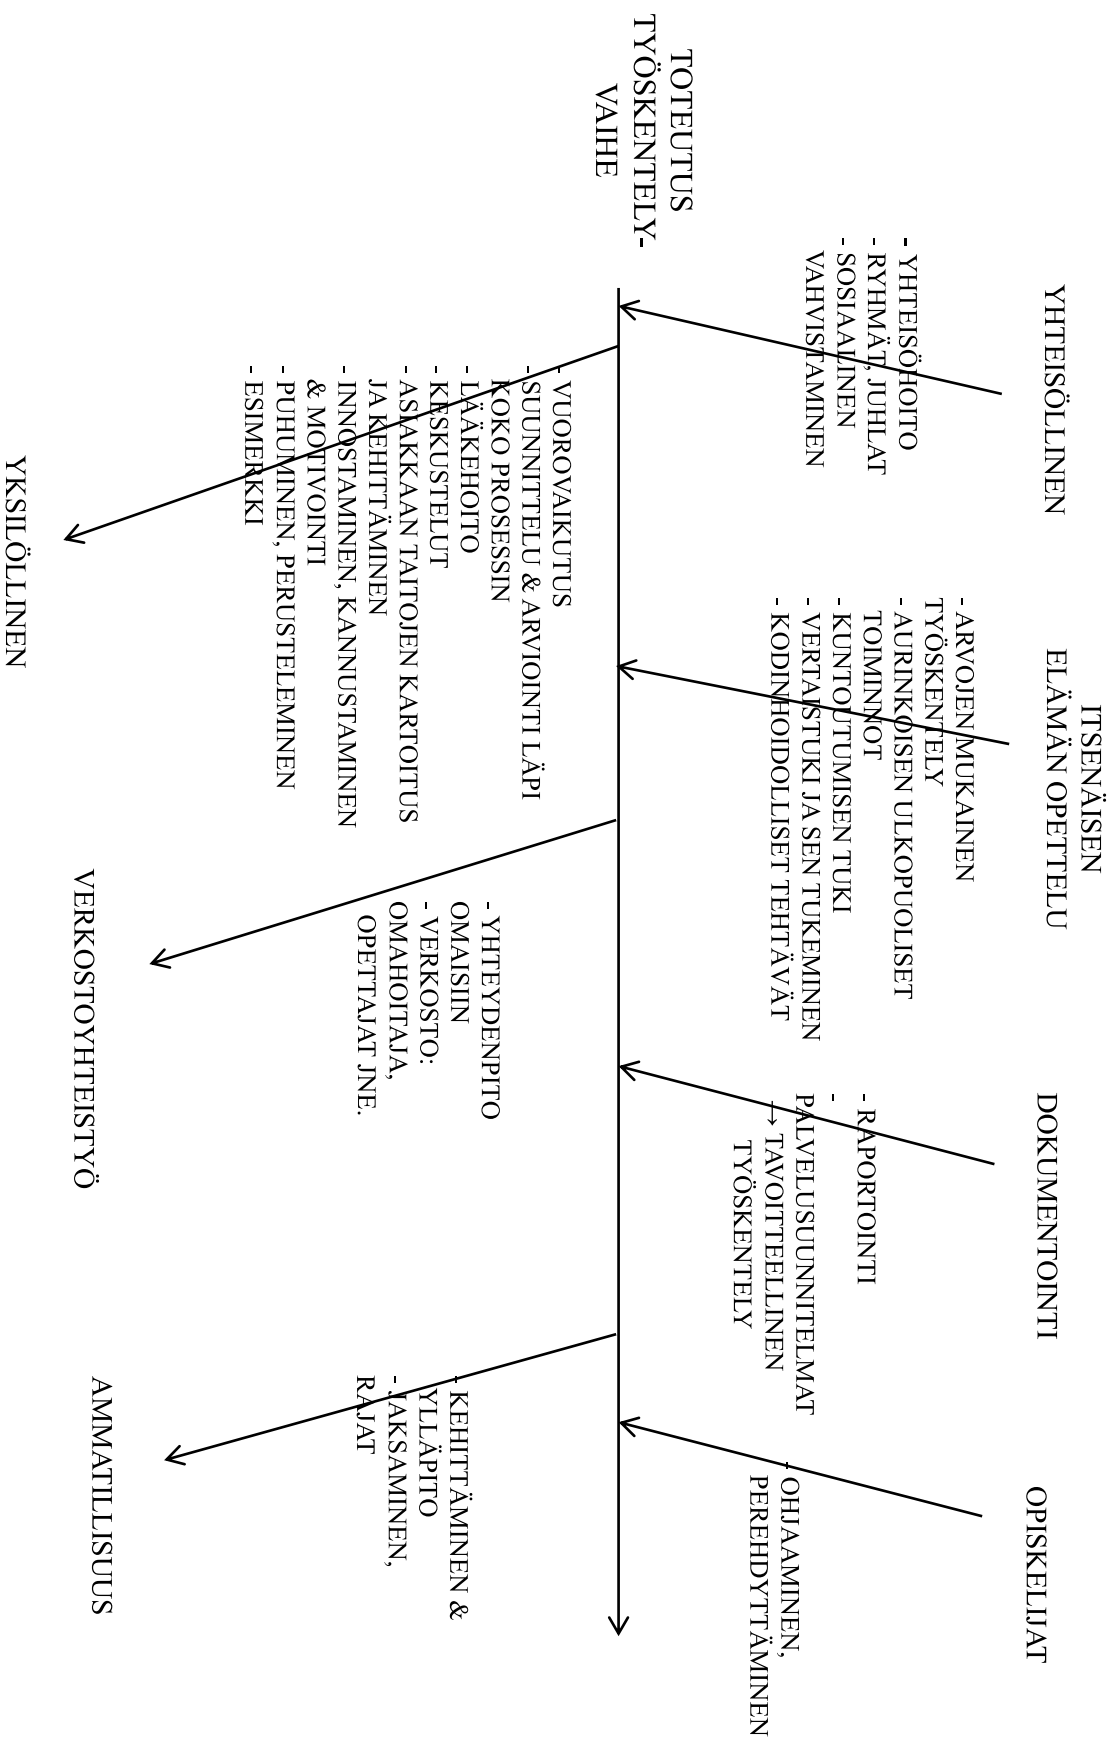 TOTEUTUS
TYÖSKENTELY-
VAIHE
YHTEISÖLLINEN
- YHTEISÖHOITO
- RYHMÄT, JUHLAT
- SOSIAALINEN
VAHVISTAMINEN
ITSENÄISEN
ELÄMÄN OPETTELU
- ARVOJEN MUKAINEN
TYÖSKENTELY
- AURINKOISEN ULKOPUOLISET
TOIMINNOT
- KUNTOUTUMISEN TUKI
- VERTAISTUKI JA SEN TUKEMINEN
- KODINHOIDOLLISET TEHTÄVÄT
DOKUMENTOINTI
- RAPORTOINTI
-
PALVELUSUUNNITELMAT
→ TAVOITTEELLINEN
TYÖSKENTELY
OPISKELIJAT
- OHJAAMINEN,
PEREHDYTTÄMINEN
- VUOROVAIKUTUS
- SUUNNITTELU & ARVIOINTI LÄPI
KOKO PROSESSIN
- LÄÄKEHOITO
- KESKUSTELUT
- ASIAKKAAN TAITOJEN KARTOITUS
JA KEHITTÄMINEN
- INNOSTAMINEN, KANNUSTAMINEN
& MOTIVOINTI
- PUHUMINEN, PERUSTELEMINEN
- ESIMERKKI
YKSILÖLLINEN
- YHTEYDENPITO
OMAISIIN
- VERKOSTO:
OMAHOITAJA,
OPETTAJAT JNE.
VERKOSTOYHTEISTYÖ
- KEHITTÄMINEN &
YLLÄPITO
- JAKSAMINEN,
RAJAT
AMMATILLISUUS